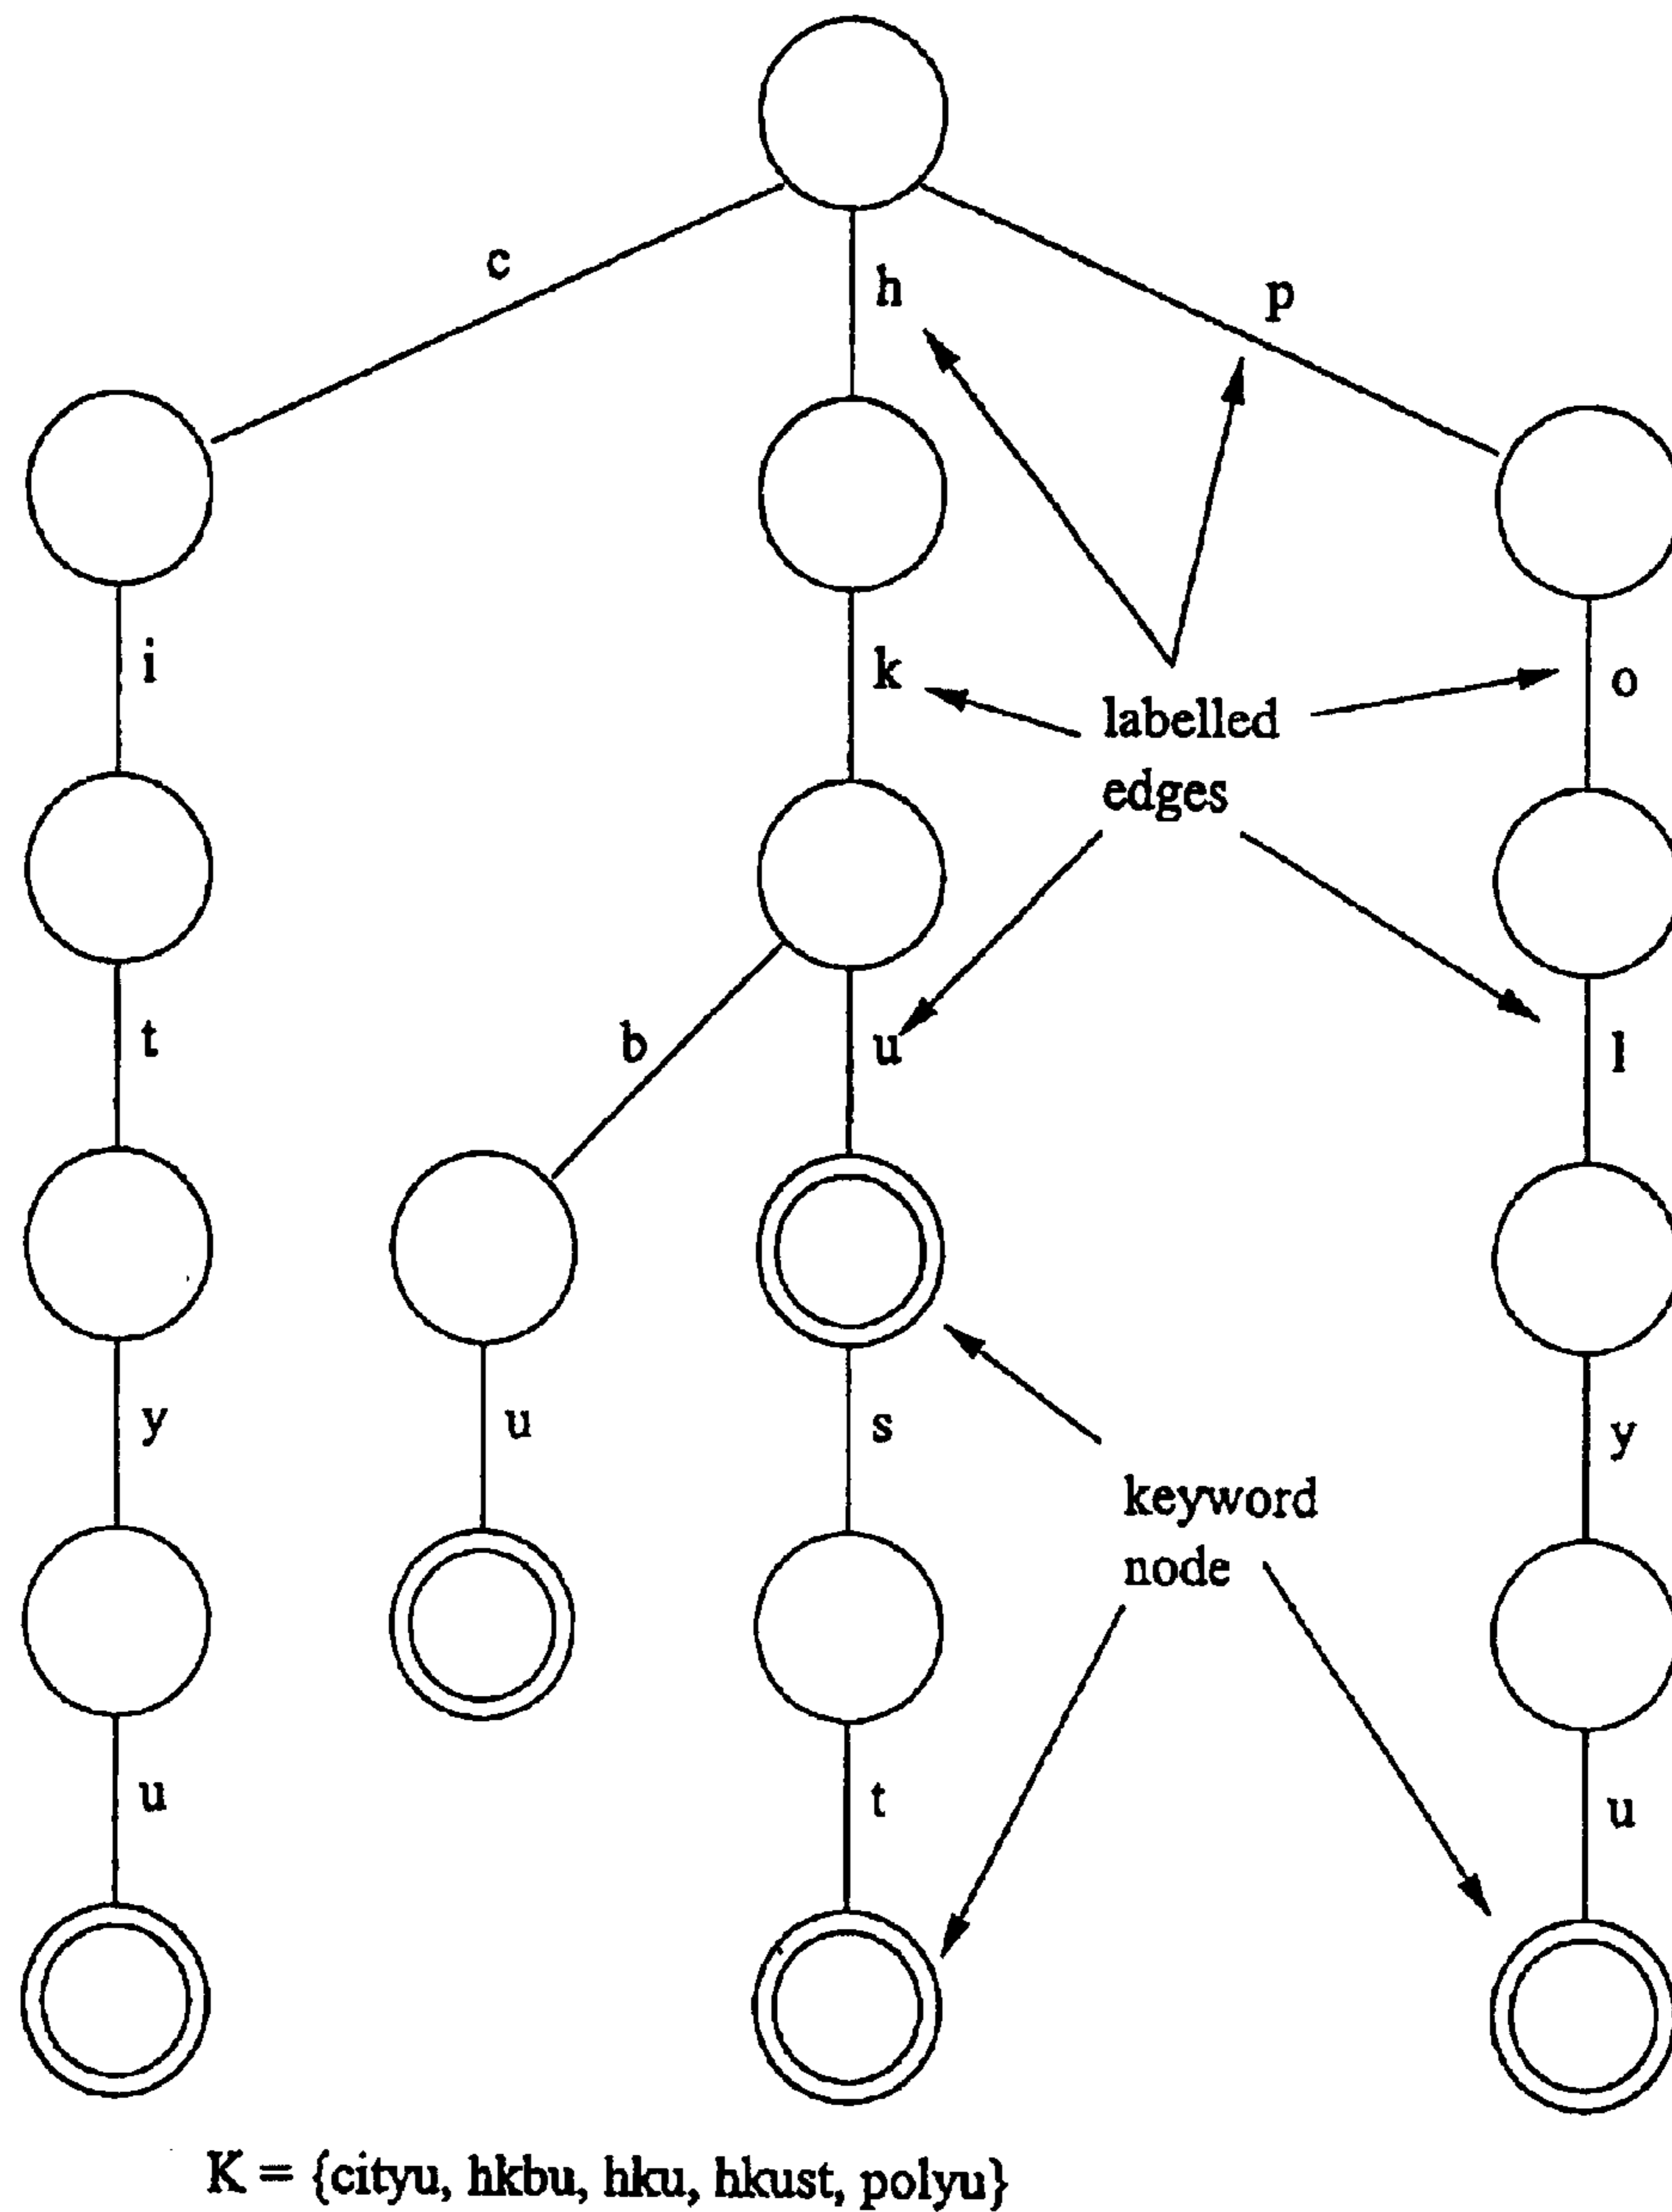 c
h
p
i
k
labelled
edges
o
t
b
u
l
y
u
s
keyword
node
y
u
t
u
K = {cityu, hkbu, hku, hkust, polyu}